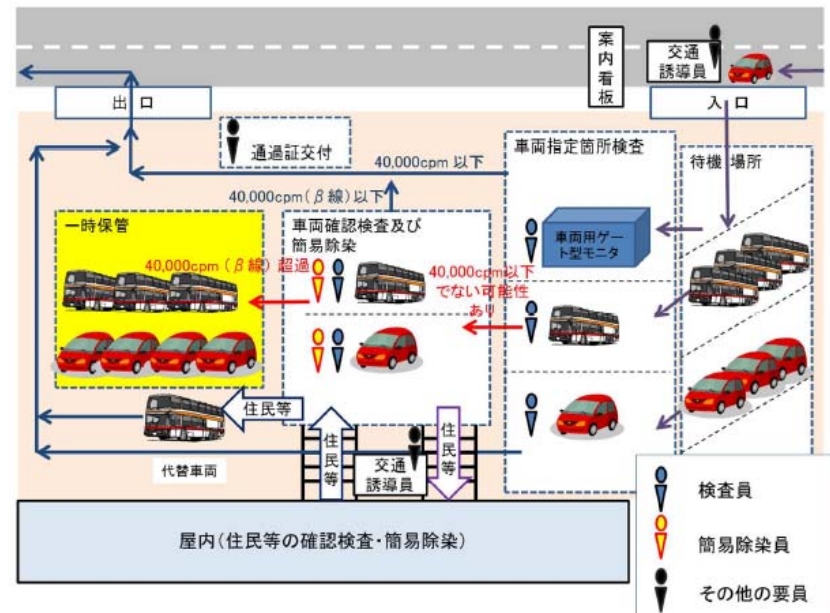 案内看板
交通
誘導員
出 口
入 口
通過証交付
40,000cpm 以下
車両指定箇所検査
待機 場所
40,000cpm(β線)以下
一時保管
車両確認検査及び
簡易除染
車両用ゲー
ト型モニタ
40,000cpm (β線) 超過
40,000cpm以下
でない可能性
あり
住民等
住民等
住民等
交通
誘導員
代替車両
屋内(住民等の確認検査・簡易除染)
検査員
簡易除染員
その他の要員